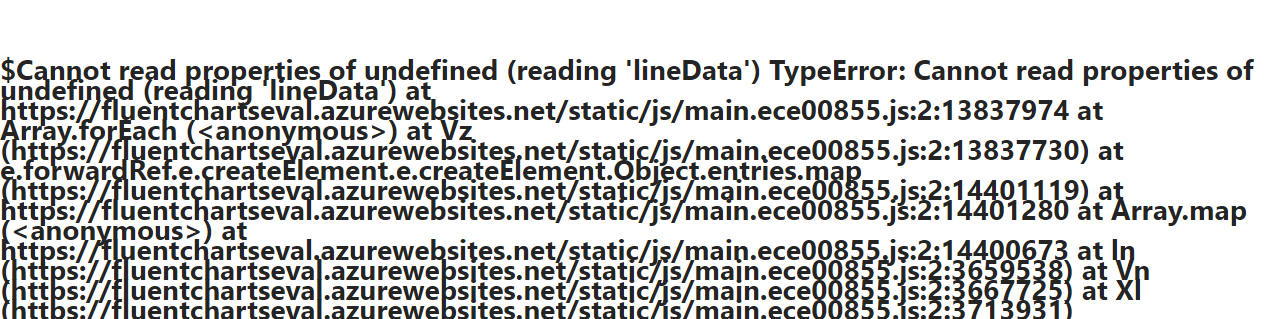 $Cannot read properties of undefined (reading 'lineData') TypeError: Cannot read properties of
undefined (reading 'lineData') at
https://fluentchartseval.azurewebsites.net/static/js/main.ece00855.js:2:13837974 at
Array.forEach (<anonymous>) at Vz
(https://fluentchartseval.azurewebsites.net/static/js/main.ece00855.js:2:13837730) at
e.forwardRef.e.createElement.e.createElement.Object.entries.map
(https://fluentchartseval.azurewebsites.net/static/js/main.ece00855.js:2:14401119) at
https://fluentchartseval.azurewebsites.net/static/js/main.ece00855.js:2:14401280 at Array.map
(<anonymous>) at
https://fluentchartseval.azurewebsites.net/static/js/main.ece00855.js:2:14400673 at ln
(https://fluentchartseval.azurewebsites.net/static/js/main.ece00855.js:2:3659538) at Vn
(https://fluentchartseval.azurewebsites.net/static/js/main.ece00855.js:2:3667725) at Xl
(https://fluentchartseval.azurewebsites.net/static/js/main.ece00855.js:2:3713931)